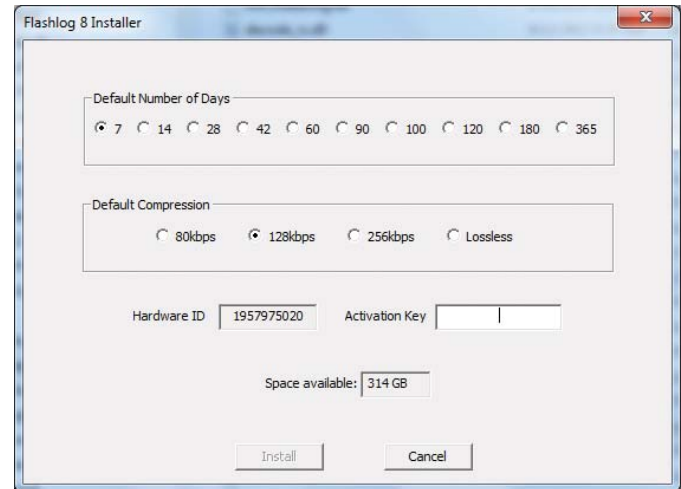 Flashlog 8 Installer
Default Number of Days
7 14 28 42 60 90 100 120 180 365
Default Compression
80kbps 128kbps 256kbps Lossless
Hardware ID 1957975020 Activation Key
Space available: 314 GB
Install Cancel